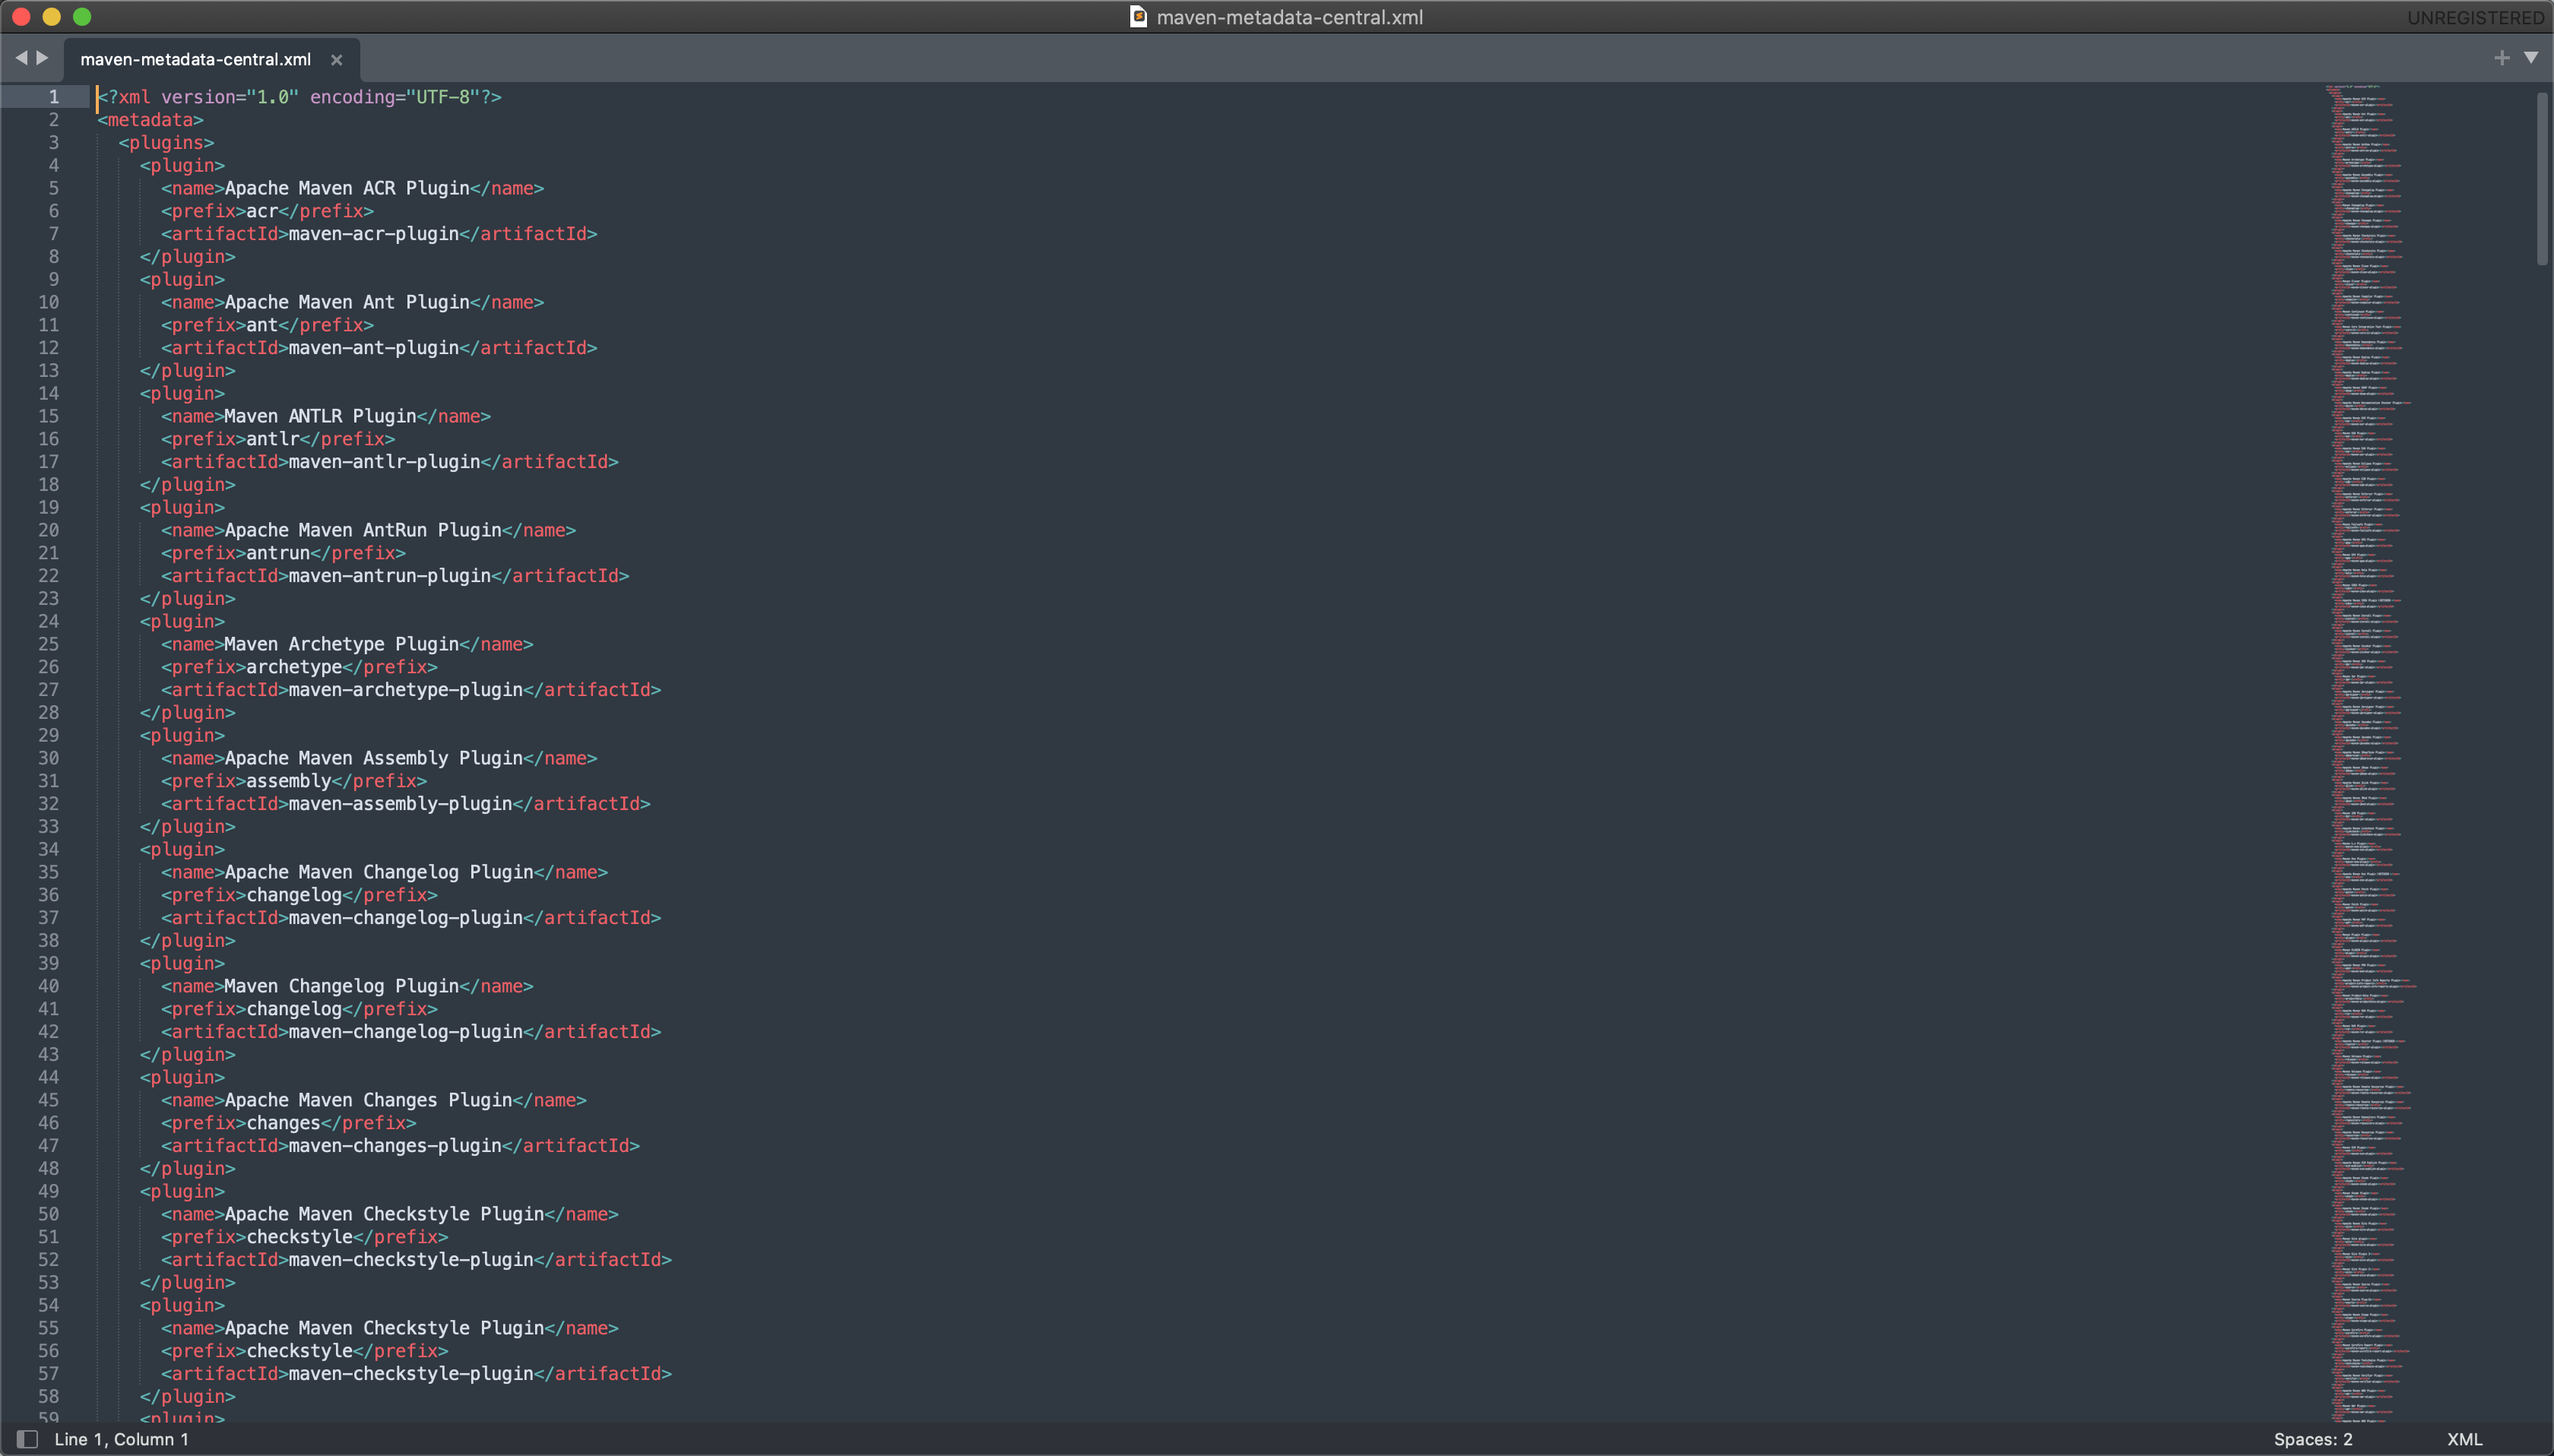 maven-metadata-central.xml
UNREGISTERED
maven-metadata-central.xml
1 <?xml version="1.0" encoding="UTF-8"?>
2 <metadata>
3 <plugins>
4 <plugin>
5 <name>Apache Maven ACR Plugin</name>
6 <prefix>acr</prefix>
7 <artifactId>maven-acr-plugin</artifactId>
8 </plugin>
9 <plugin>
10 <name>Apache Maven Ant Plugin</name>
11 <prefix>ant</prefix>
12 <artifactId>maven-ant-plugin</artifactId>
13 </plugin>
14 <plugin>
15 <name>Maven ANTLR Plugin</name>
16 <prefix>antlr</prefix>
17 <artifactId>maven-antlr-plugin</artifactId>
18 </plugin>
19 <plugin>
20 <name>Apache Maven AntRun Plugin</name>
21 <prefix>antrun</prefix>
22 <artifactId>maven-antrun-plugin</artifactId>
23 </plugin>
24 <plugin>
25 <name>Maven Archetype Plugin</name>
26 <prefix>archetype</prefix>
27 <artifactId>maven-archetype-plugin</artifactId>
28 </plugin>
29 <plugin>
30 <name>Apache Maven Assembly Plugin</name>
31 <prefix>assembly</prefix>
32 <artifactId>maven-assembly-plugin</artifactId>
33 </plugin>
34 <plugin>
35 <name>Apache Maven Changelog Plugin</name>
36 <prefix>changelog</prefix>
37 <artifactId>maven-changelog-plugin</artifactId>
38 </plugin>
39 <plugin>
40 <name>Maven Changelog Plugin</name>
41 <prefix>changelog</prefix>
42 <artifactId>maven-changelog-plugin</artifactId>
43 </plugin>
44 <plugin>
45 <name>Apache Maven Changes Plugin</name>
46 <prefix>changes</prefix>
47 <artifactId>maven-changes-plugin</artifactId>
48 </plugin>
49 <plugin>
50 <name>Apache Maven Checkstyle Plugin</name>
51 <prefix>checkstyle</prefix>
52 <artifactId>maven-checkstyle-plugin</artifactId>
53 </plugin>
54 <plugin>
55 <name>Apache Maven Checkstyle Plugin</name>
56 <prefix>checkstyle</prefix>
57 <artifactId>maven-checkstyle-plugin</artifactId>
58 </plugin>
59 <plugin>
Line 1, Column 1
Spaces: 2
XML